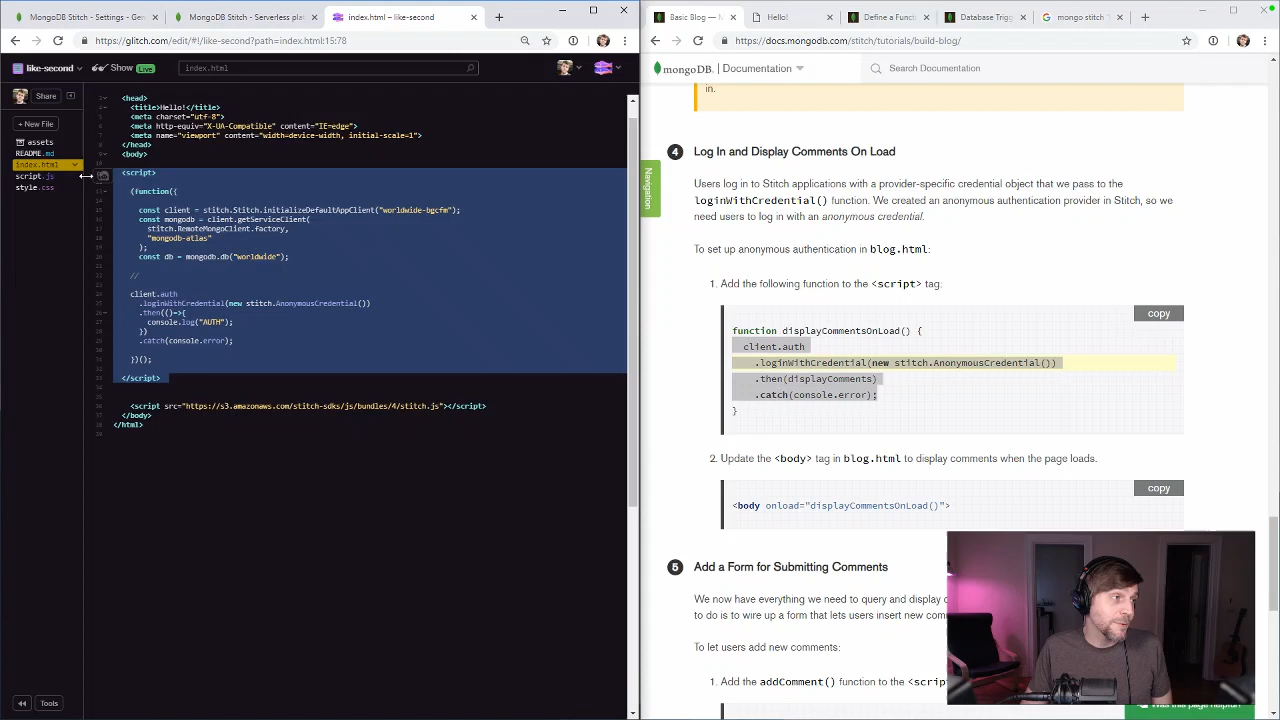 MongoDB Stitch - Settings - Gen
MongoDB Stitch - Serverless pla
index.html – like-second
https://glitch.com/edit/#!/like-second?path=index.html:15:78
like-second
Show
Live
index.html
Share
+ New File
assets
README.md
index.html
script.js
style.css
<head>
<title>Hello!</title>
<meta charset="utf-8">
<meta http-equiv="X-UA-Compatible" content="IE=edge">
<meta name="viewport" content="width=device-width, initial-scale=1">
</head>
<body>
<script>
(function({
const client = stitch.Stitch.initializeDefaultAppClient("worldwide-bgcfm");
const mongodb = client.getServiceClient(
stitch.RemoteMongoClient.factory,
"mongodb-atlas"
);
const db = mongodb.db("worldwide");
//
client.auth
.loginWithCredential(new stitch.AnonymousCredential())
.then(()=>{
console.log("AUTH");
})
.catch(console.error);
})();
</script>
<script src="https://s3.amazonaws.com/stitch-sdks/js/bundles/4/stitch.js"></script>
</body>
</html>
Tools
Basic Blog — M
Hello!
Define a Funct
Database Trigg
mongo stitch
https://docs.mongodb.com/stitch/tutorials/build-blog/
mongoDB. Documentation
Search Documentation
Navigation
in.
4 Log In and Display Comments On Load
Users log in to Stitch applications with a provider-specific credential object that we pass to the
loginWithCredential() function. We configured an anonymous authentication provider in Stitch, so we
need users to log in with an anonymous credential.
To set up anonymous authentication in blog.html:
1. Add the following function to the <script> tag:
copy
function displayCommentsOnLoad() {
client.auth
.loginWithCredential(new stitch.AnonymousCredential())
.then(displayComments)
.catch(console.error);
}
2. Update the <body> tag in blog.html to display comments when the page loads.
copy
<body onload="displayCommentsOnLoad()">
5 Add a Form for Submitting Comments
We now have everything we need to query and display
to do is to wire up a form that lets users insert new
To let users add new comments:
1. Add the addComment() function to the <script
Was this page helpful?